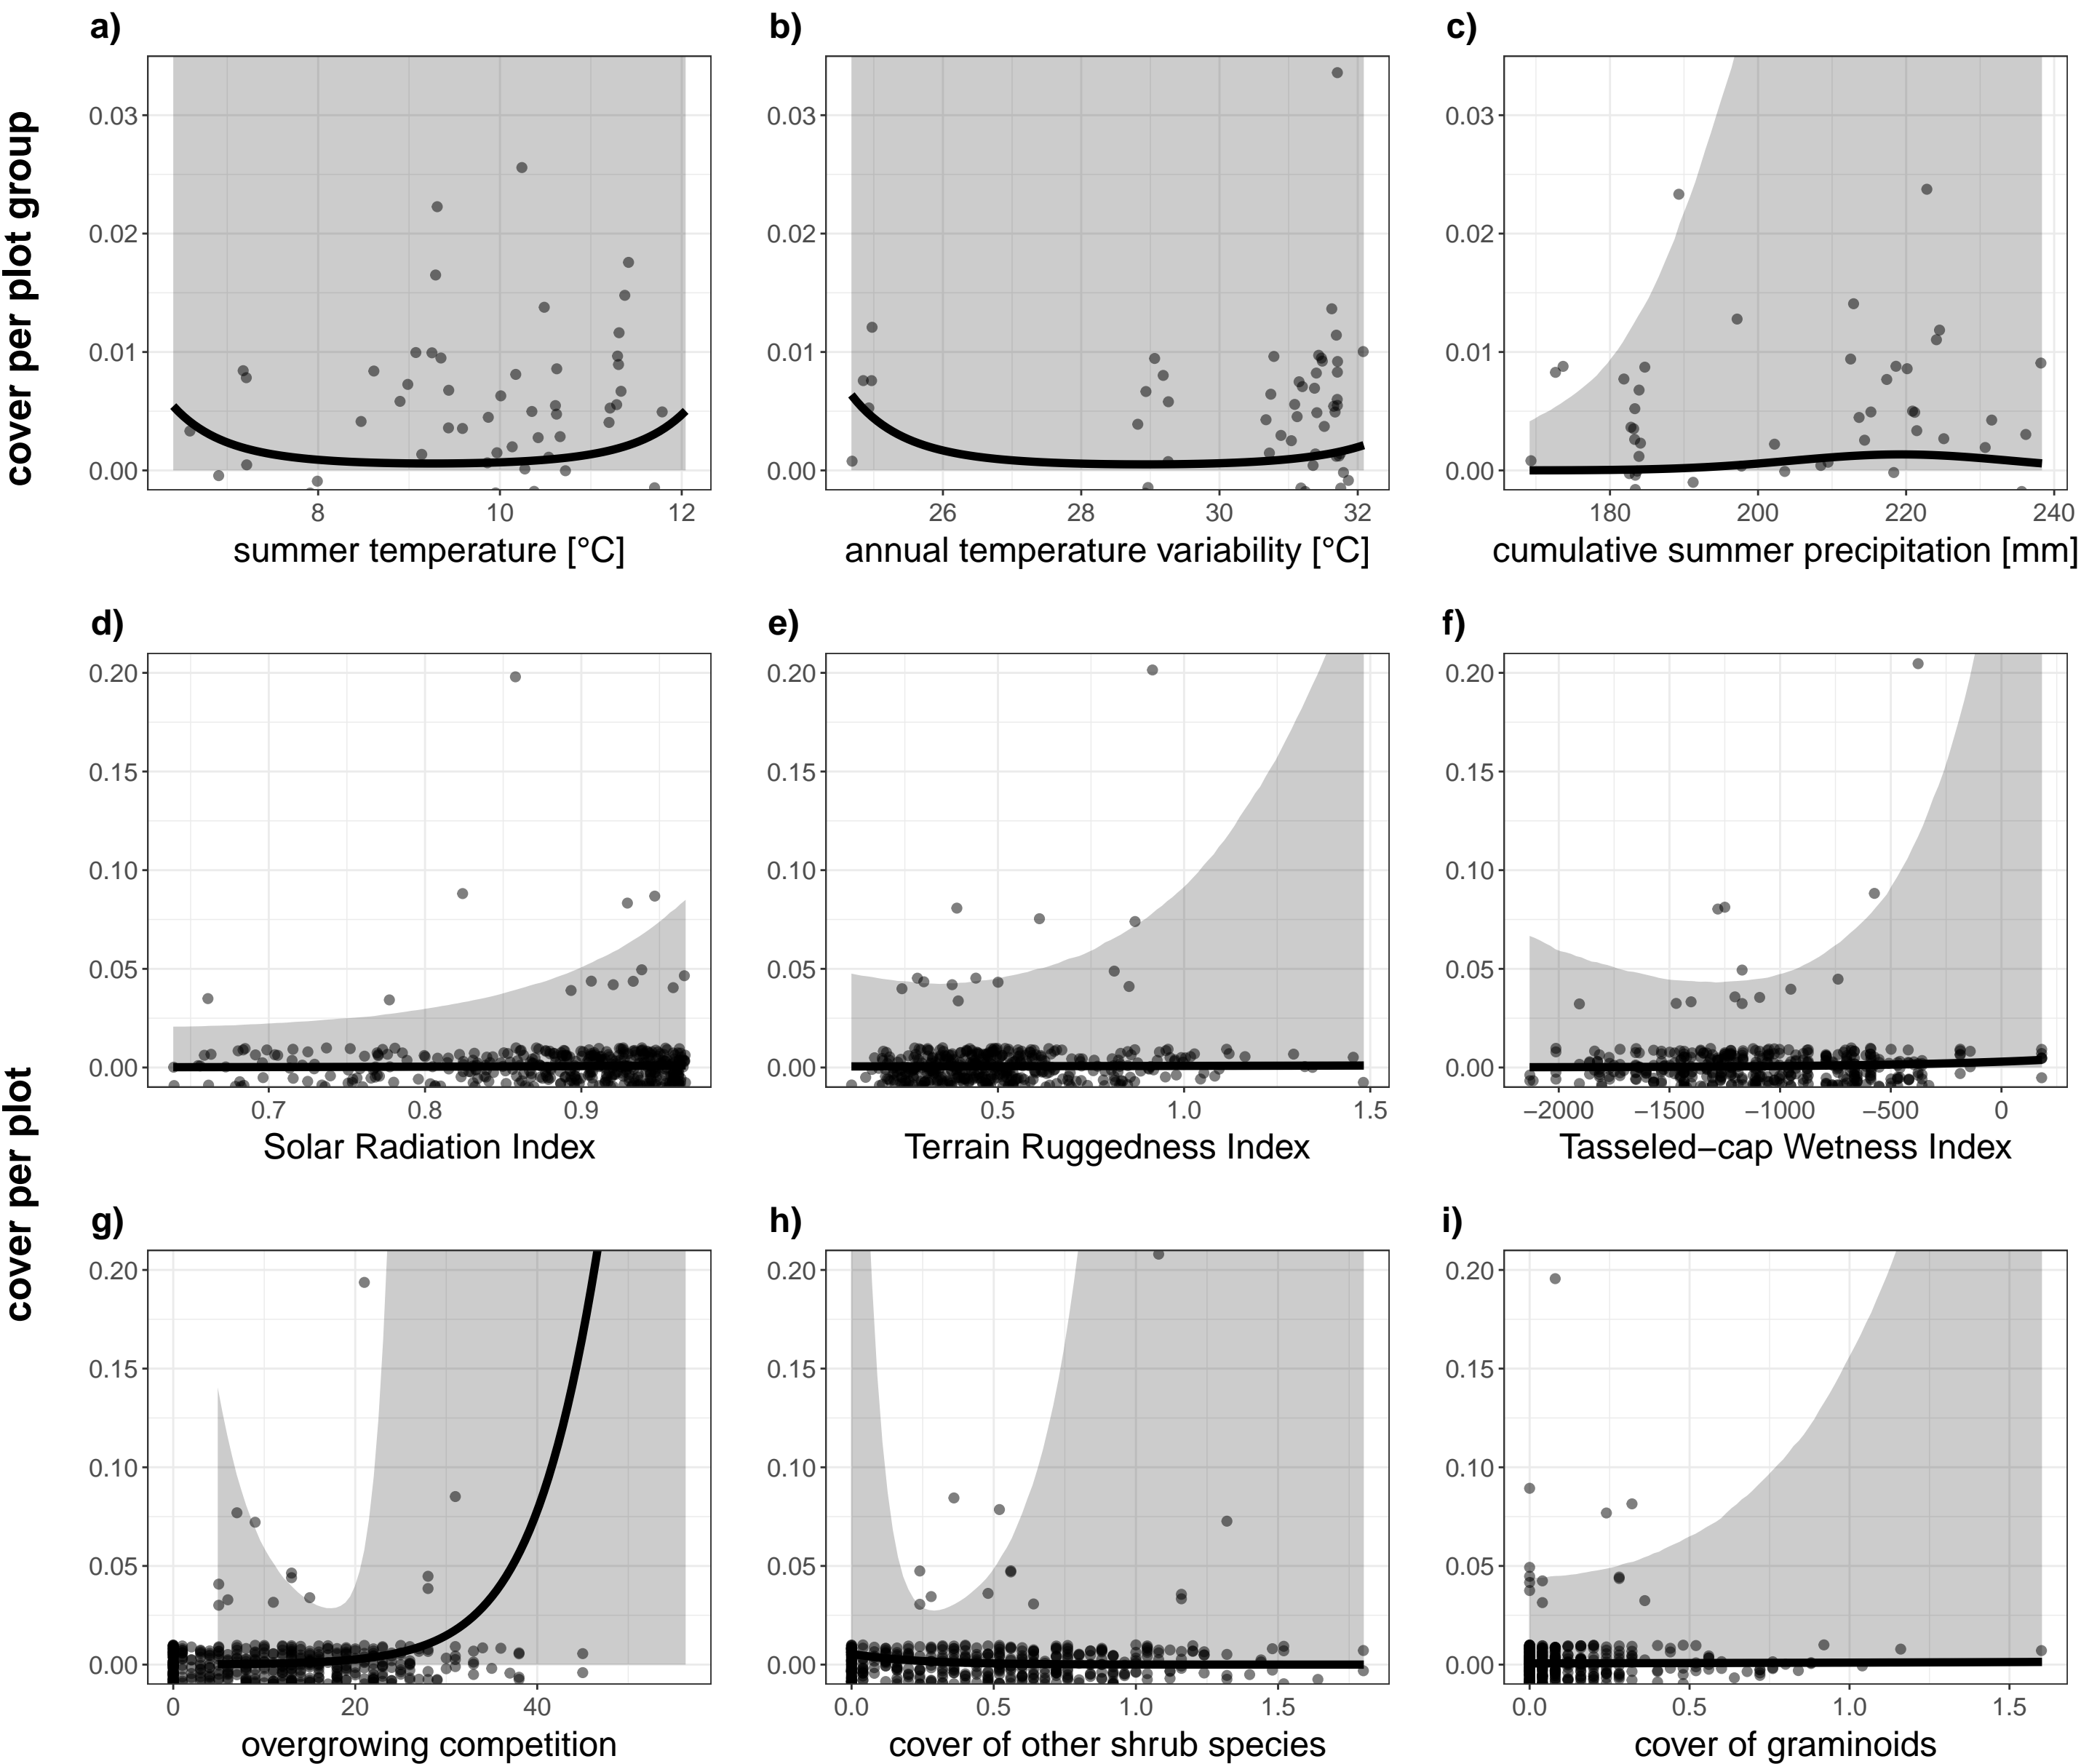 a) b) c)
cover per plot group
0.03 0.03 0.03
0.02 0.02 0.02
0.01 0.01 0.01
0.00 0.00 0.00
8 10 12 26 28 30 32 180 200 220 240
summer temperature [°C] annual temperature variability [°C] cumulative summer precipitation [mm]
d) e) f)
cover per plot
0.20 0.20 0.20
0.15 0.15 0.15
0.10 0.10 0.10
0.05 0.05 0.05
0.00 0.00 0.00
0.7 0.8 0.9 0.5 1.0 1.5 −2000 −1500 −1000 −500 0
Solar Radiation Index Terrain Ruggedness Index Tasseled−cap Wetness Index
g) h) i)
0.20 0.20 0.20
0.15 0.15 0.15
0.10 0.10 0.10
0.05 0.05 0.05
0.00 0.00 0.00
0 20 40 0.0 0.5 1.0 1.5 0.0 0.5 1.0 1.5
overgrowing competition cover of other shrub species cover of graminoids